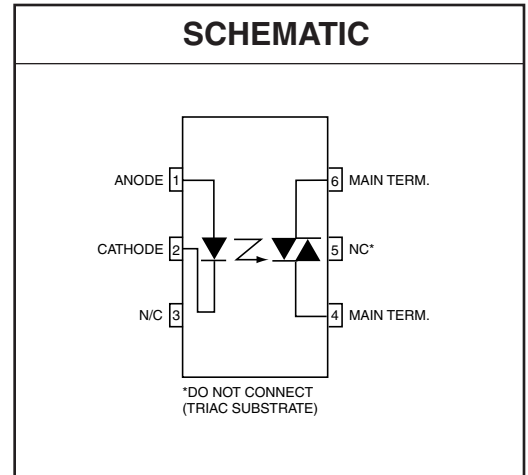 SCHEMATIC
ANODE 1
6 MAIN TERM.
CATHODE 2
5 NC*
N/C 3
4 MAIN TERM.
*DO NOT CONNECT
(TRIAC SUBSTRATE)